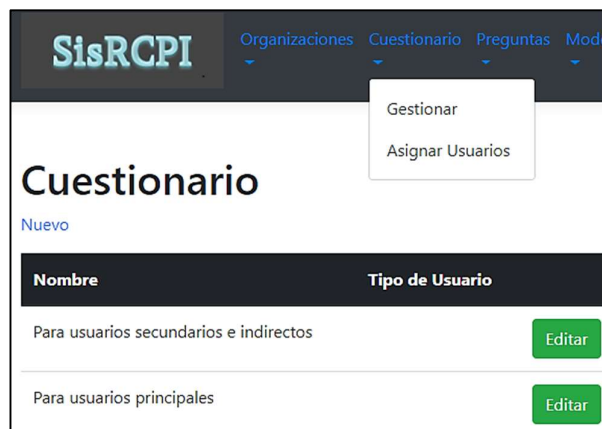 SisRCPI
Organizaciones Cuestionario Preguntas Mod
Gestionar
Asignar Usuarios
Cuestionario
Nuevo
Nombre Tipo de Usuario
Para usuarios secundarios e indirectos Editar
Para usuarios principales Editar